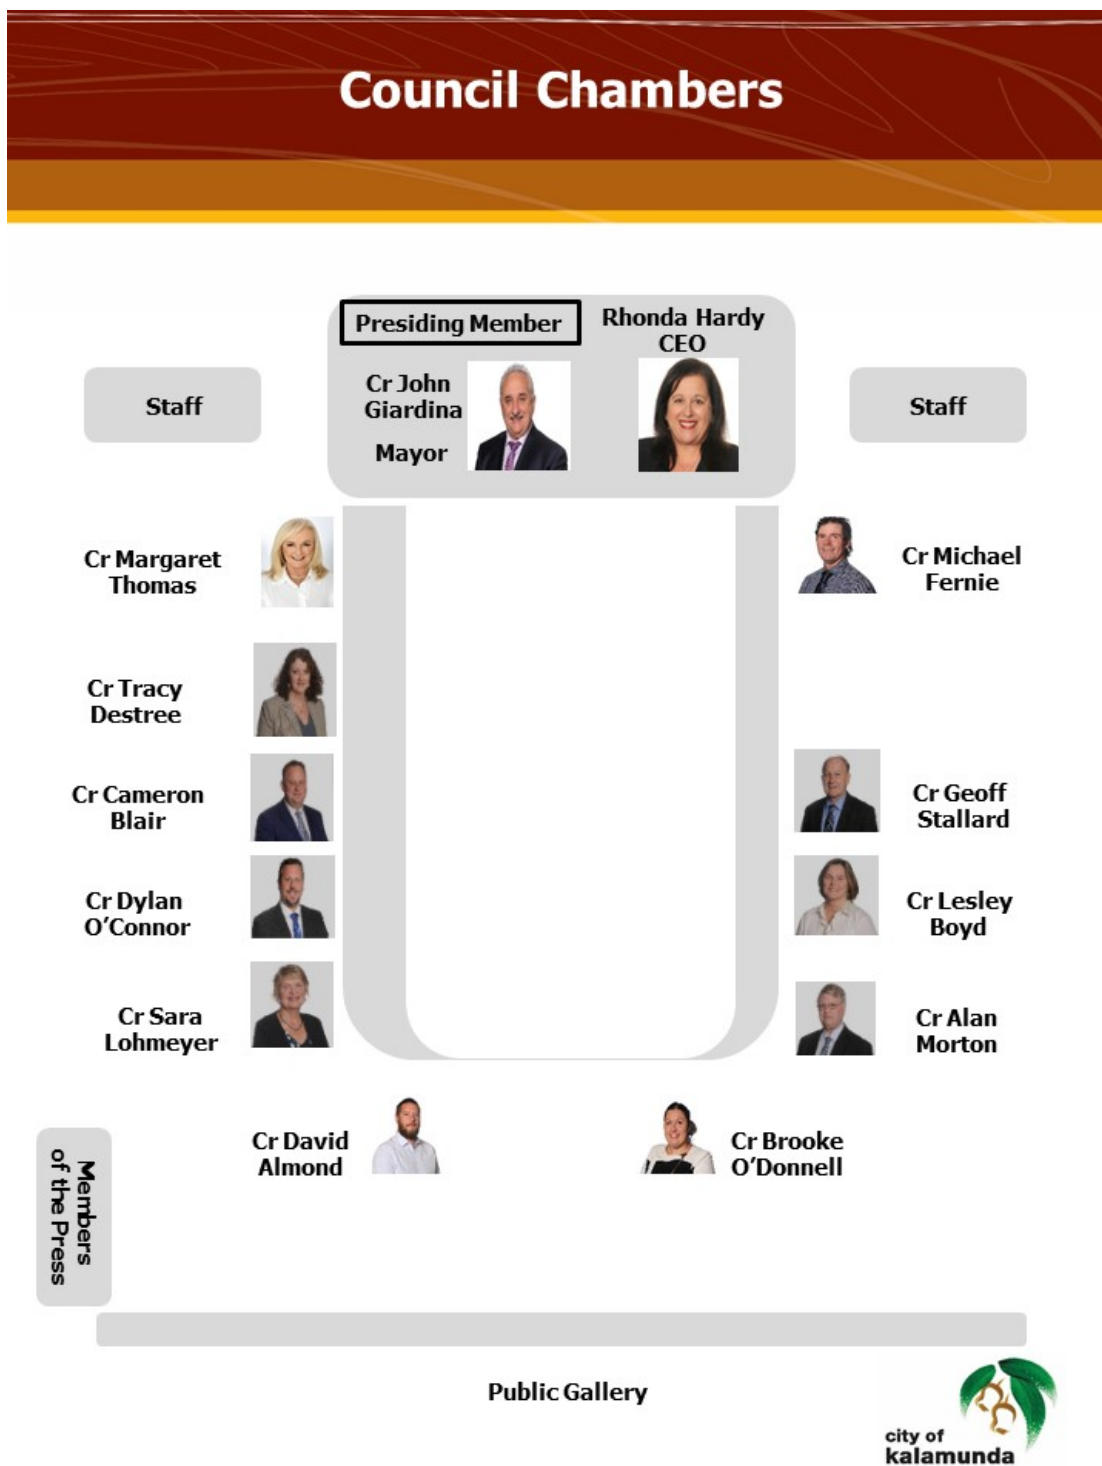 Council Chambers
Presiding Member
Rhonda Hardy
CEO
Cr John
Giardina
Mayor
Staff
Staff
Cr Margaret
Thomas
Cr Michael
Fernie
Cr Tracy
Destree
Cr Cameron
Blair
Cr Geoff
Stallard
Cr Dylan
O'Connor
Cr Lesley
Boyd
Cr Sara
Lohmeyer
Cr Alan
Morton
Cr David
Almond
Cr Brooke
O'Donnell
Members
of the Press
Public Gallery
city of
kalamunda